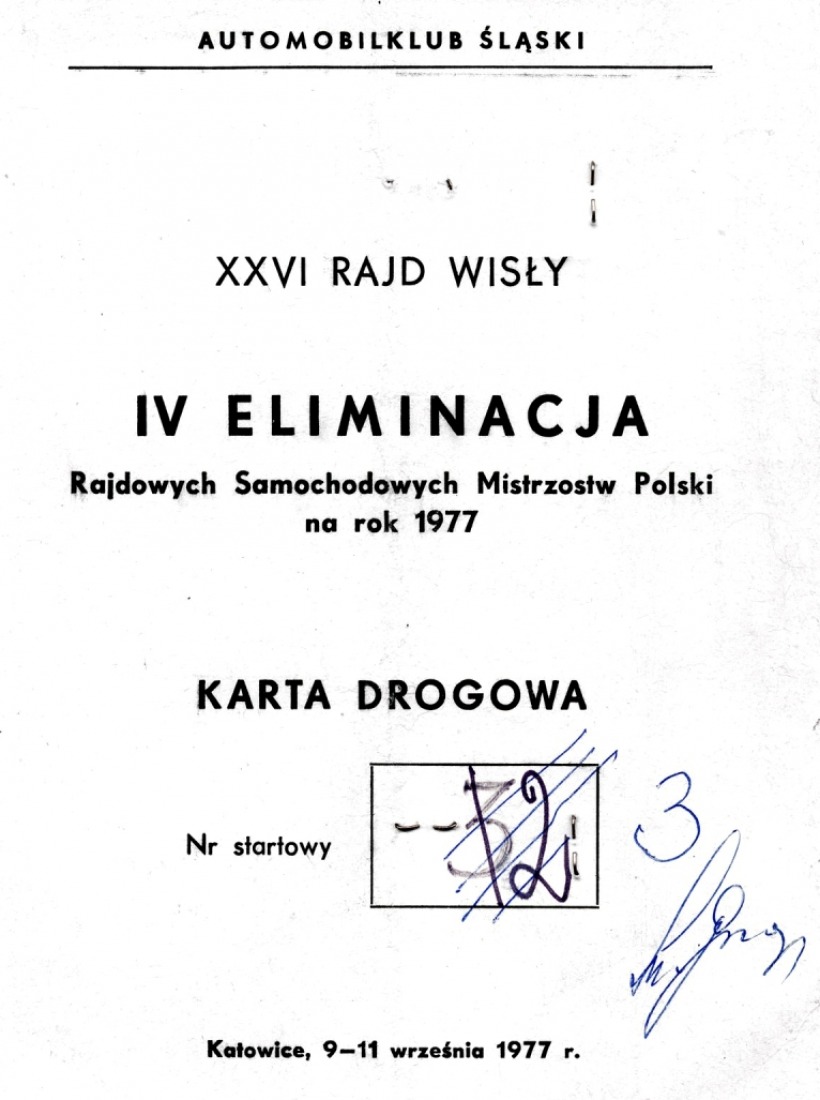 AUTOMOBILKLUB ŚLĄSKI
XXVI RAJD WISŁY
IV ELIMINACJA
Rajdowych Samochodowych Mistrzostw Polski
na rok 1977
KARTA DROGOWA
Nr startowy 12 3
Katowice, 9–11 września 1977 r.